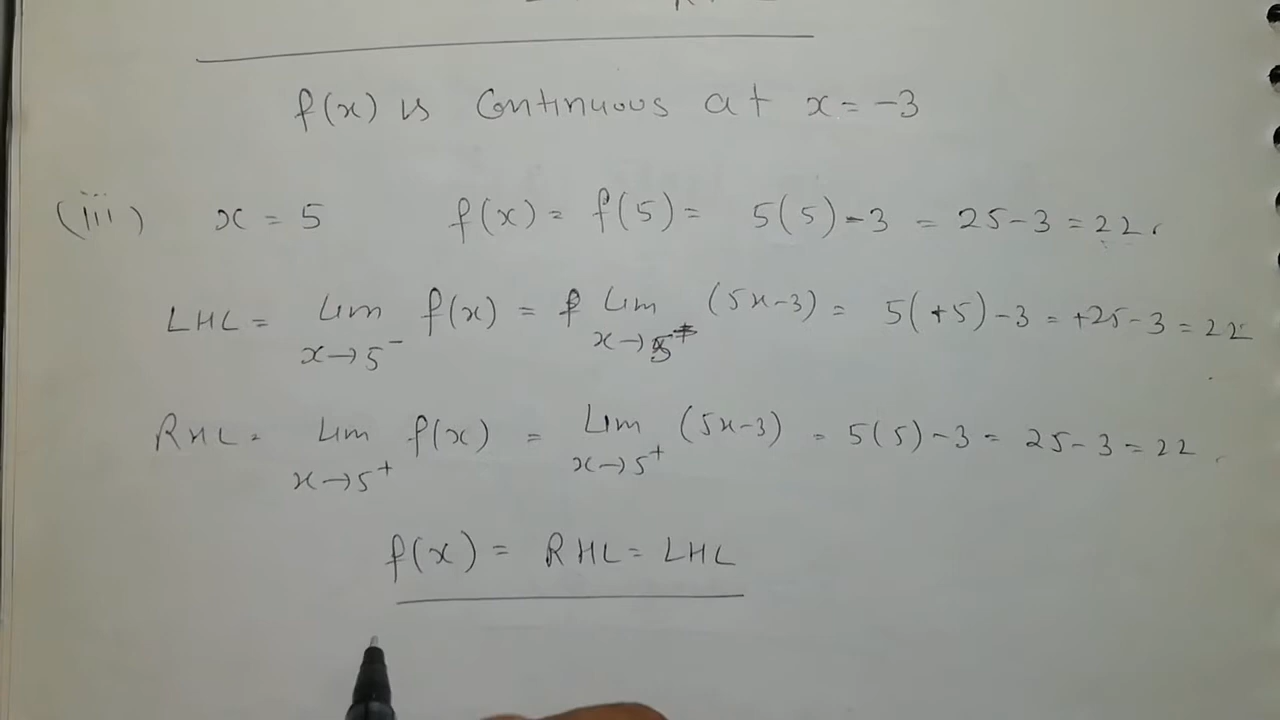 f(x) is continuous at x = -3
(iii) x = 5 f(x) = f(5) = 5(5) - 3 = 25 - 3 = 22.
LHL = Lim x→5⁻ f(x) = f Lim x→5 (5x-3) = 5(+5) - 3 = +25 - 3 = 22
RHL = Lim x→5⁺ f(x) = Lim x→5⁺ (5x-3) = 5(5) - 3 = 25 - 3 = 22
f(x) = RHL = LHL